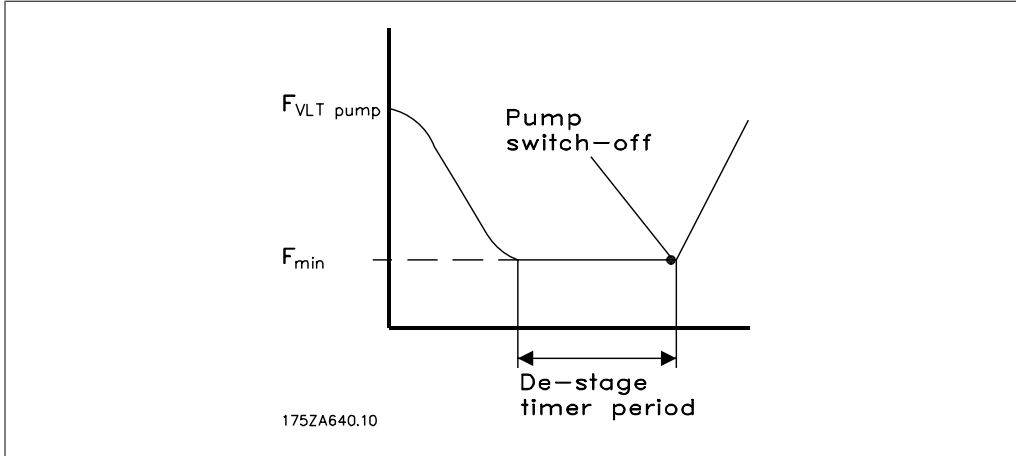 F_VLT pump
Pump
switch-off
F_min
De-stage
timer period
175ZA640.10